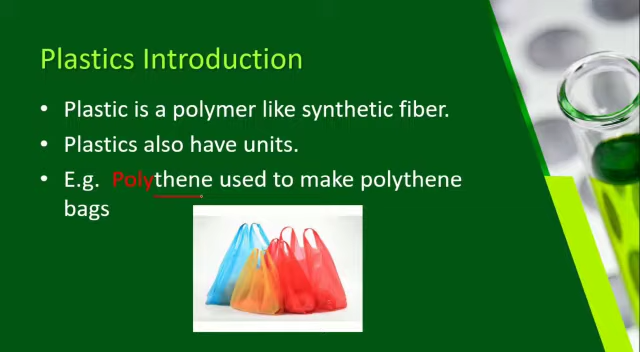 Plastics Introduction
• Plastic is a polymer like synthetic fiber.
• Plastics also have units.
• E.g. Polythene used to make polythene
bags